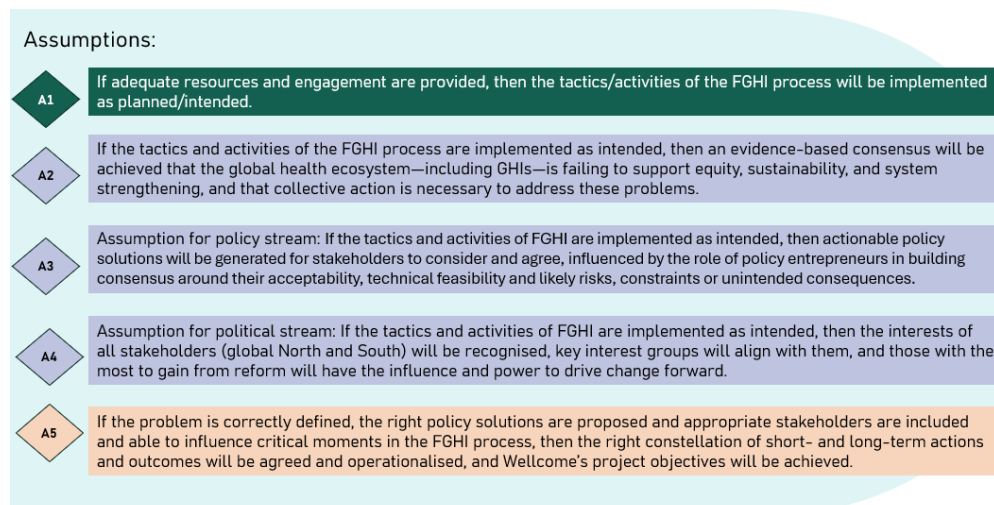 Assumptions:
A1
If adequate resources and engagement are provided, then the tactics/activities of the FGHI process will be implemented
as planned/intended.
A2
If the tactics and activities of the FGHI process are implemented as intended, then an evidence-based consensus will be
achieved that the global health ecosystem—including GHIs—is failing to support equity, sustainability, and system
strengthening, and that collective action is necessary to address these problems.
A3
Assumption for policy stream: If the tactics and activities of FGHI are implemented as intended, then actionable policy
solutions will be generated for stakeholders to consider and agree, influenced by the role of policy entrepreneurs in building
consensus around their acceptability, technical feasibility and likely risks, constraints or unintended consequences.
A4
Assumption for political stream: If the tactics and activities of FGHI are implemented as intended, then the interests of
all stakeholders (global North and South) will be recognised, key interest groups will align with them, and those with the
most to gain from reform will have the influence and power to drive change forward.
A5
If the problem is correctly defined, the right policy solutions are proposed and appropriate stakeholders are included
and able to influence critical moments in the FGHI process, then the right constellation of short- and long-term actions
and outcomes will be agreed and operationalised, and Wellcome's project objectives will be achieved.